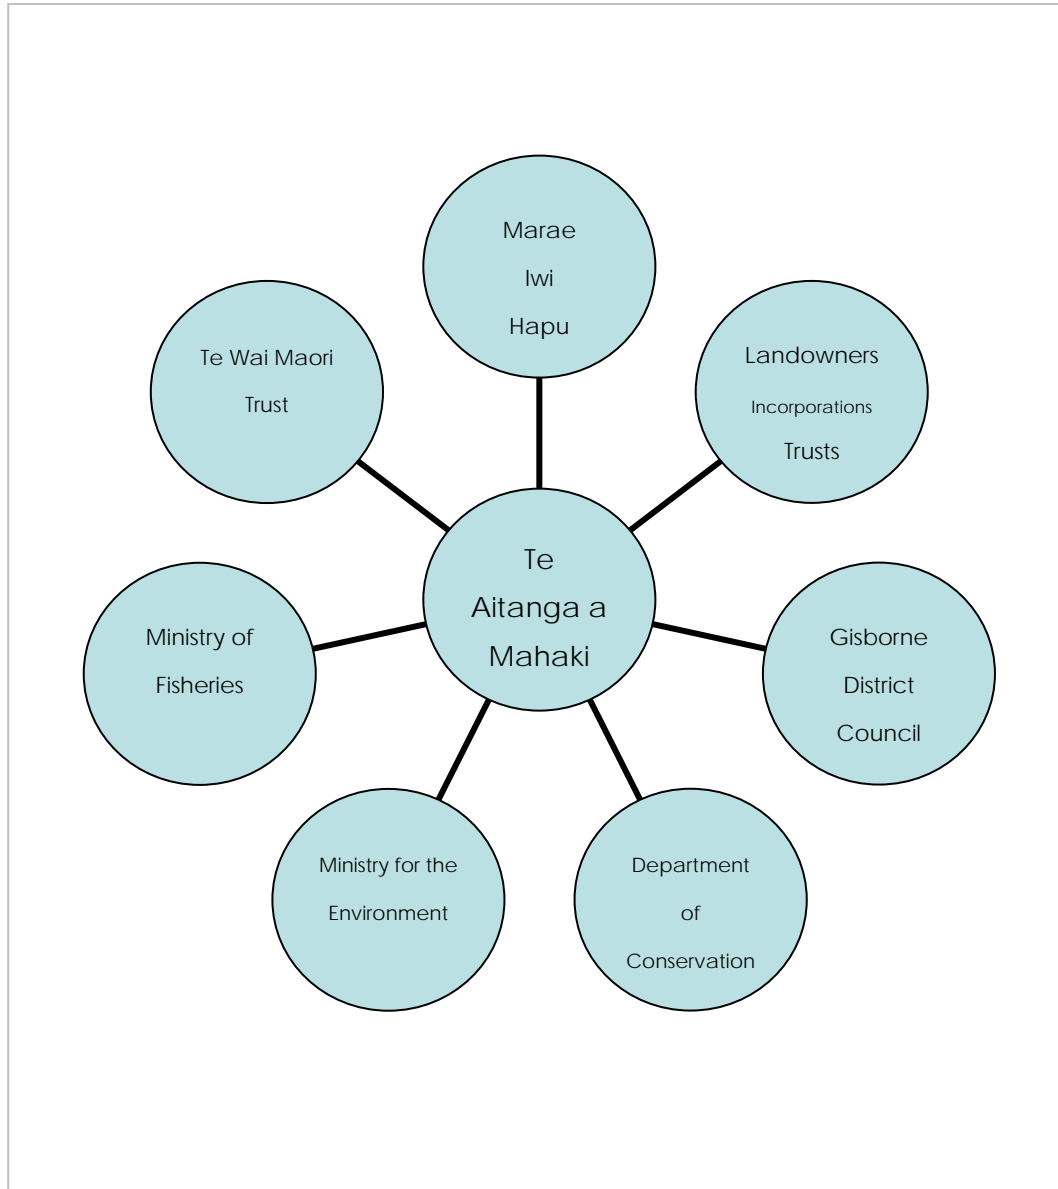 Marae
Iwi
Hapu
Landowners
Incorporations
Trusts
Gisborne
District
Council
Department
of
Conservation
Ministry for the
Environment
Ministry of
Fisheries
Te Wai Maori
Trust
Te
Aitanga a
Mahaki